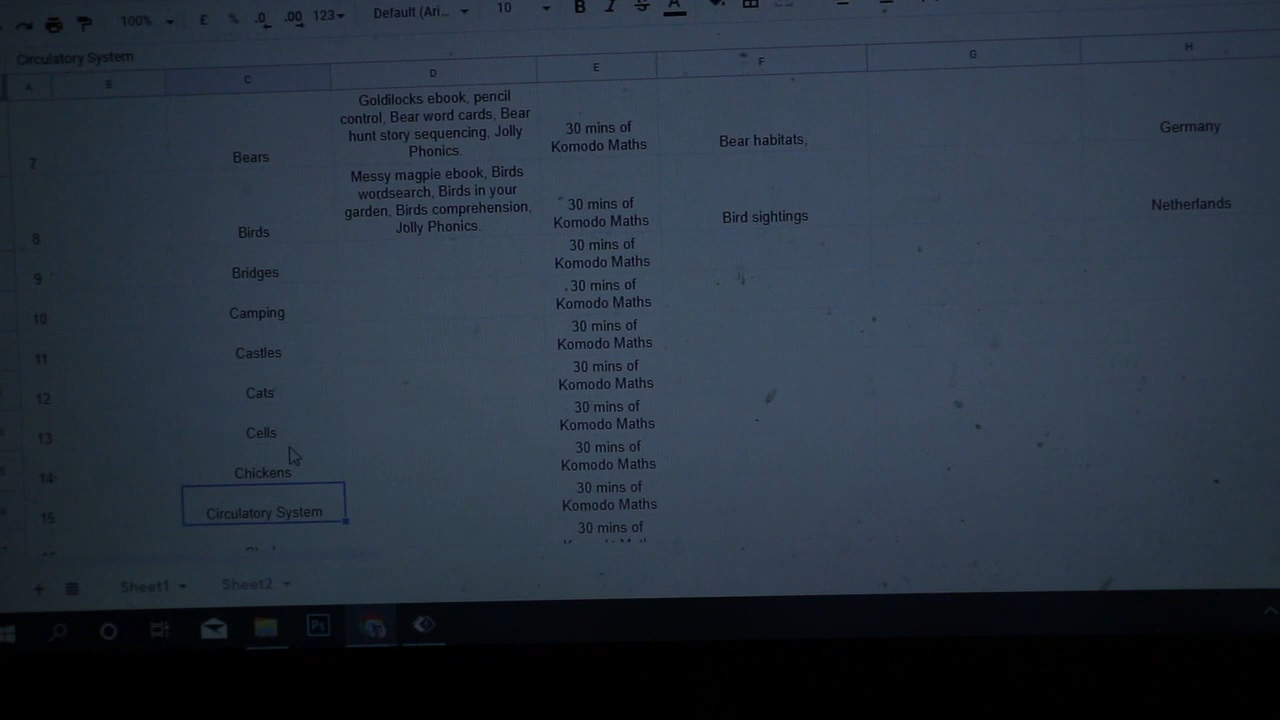 100%
£
%
.0
.00
123
Default (Ari...
10
B
I
S
A
Circulatory System
A
B
C
D
E
F
G
H
7
Bears
Goldilocks ebook, pencil
control, Bear word cards, Bear
hunt story sequencing, Jolly
Phonics.
30 mins of
Komodo Maths
Bear habitats,
Germany
8
Birds
Messy magpie ebook, Birds
wordsearch, Birds in your
garden, Birds comprehension,
Jolly Phonics.
30 mins of
Komodo Maths
Bird sightings
Netherlands
9
Bridges
30 mins of
Komodo Maths
10
Camping
30 mins of
Komodo Maths
11
Castles
30 mins of
Komodo Maths
12
Cats
30 mins of
Komodo Maths
13
Cells
30 mins of
Komodo Maths
14
Chickens
30 mins of
Komodo Maths
15
Circulatory System
30 mins of
Komodo Maths
30 mins of
+
Sheet1
Sheet2
Ps